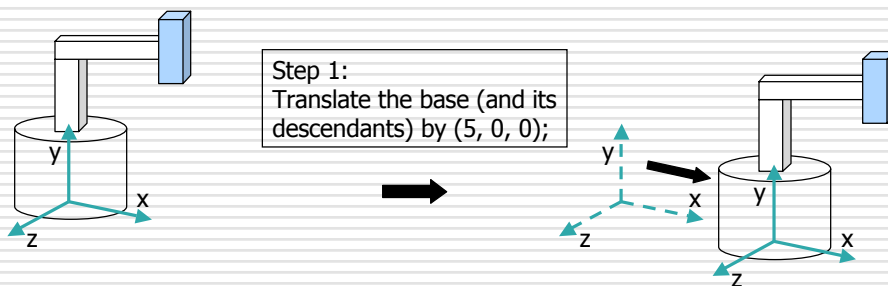 Step 1:
Translate the base (and its
descendants) by (5, 0, 0);
y
x
z
y
x
z
y
x
z